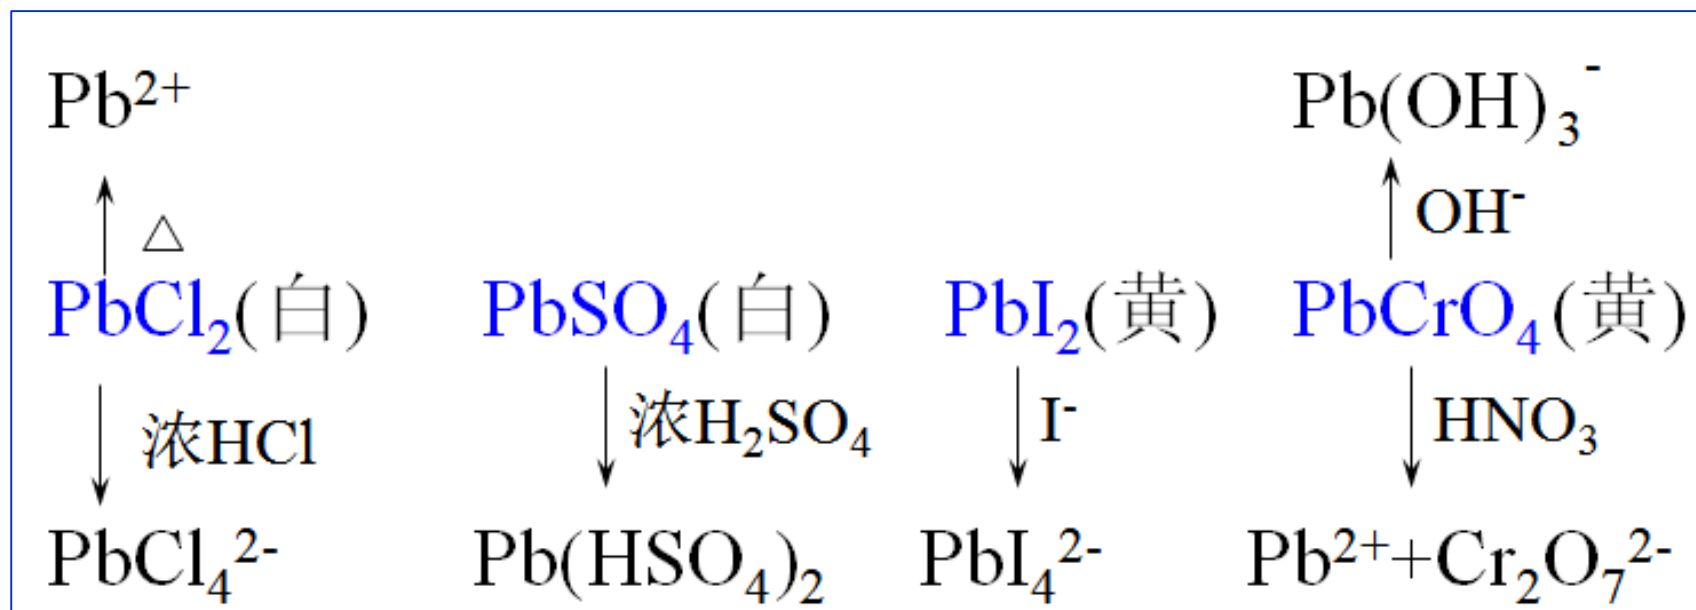 Pb²⁺ Pb(OH)₃⁻
△ OH⁻
PbCl₂(白) PbSO₄(白) PbI₂(黄) PbCrO₄(黄)
浓HCl 浓H₂SO₄ I⁻ HNO₃
PbCl₄²⁻ Pb(HSO₄)₂ PbI₄²⁻ Pb²⁺+Cr₂O₇²⁻